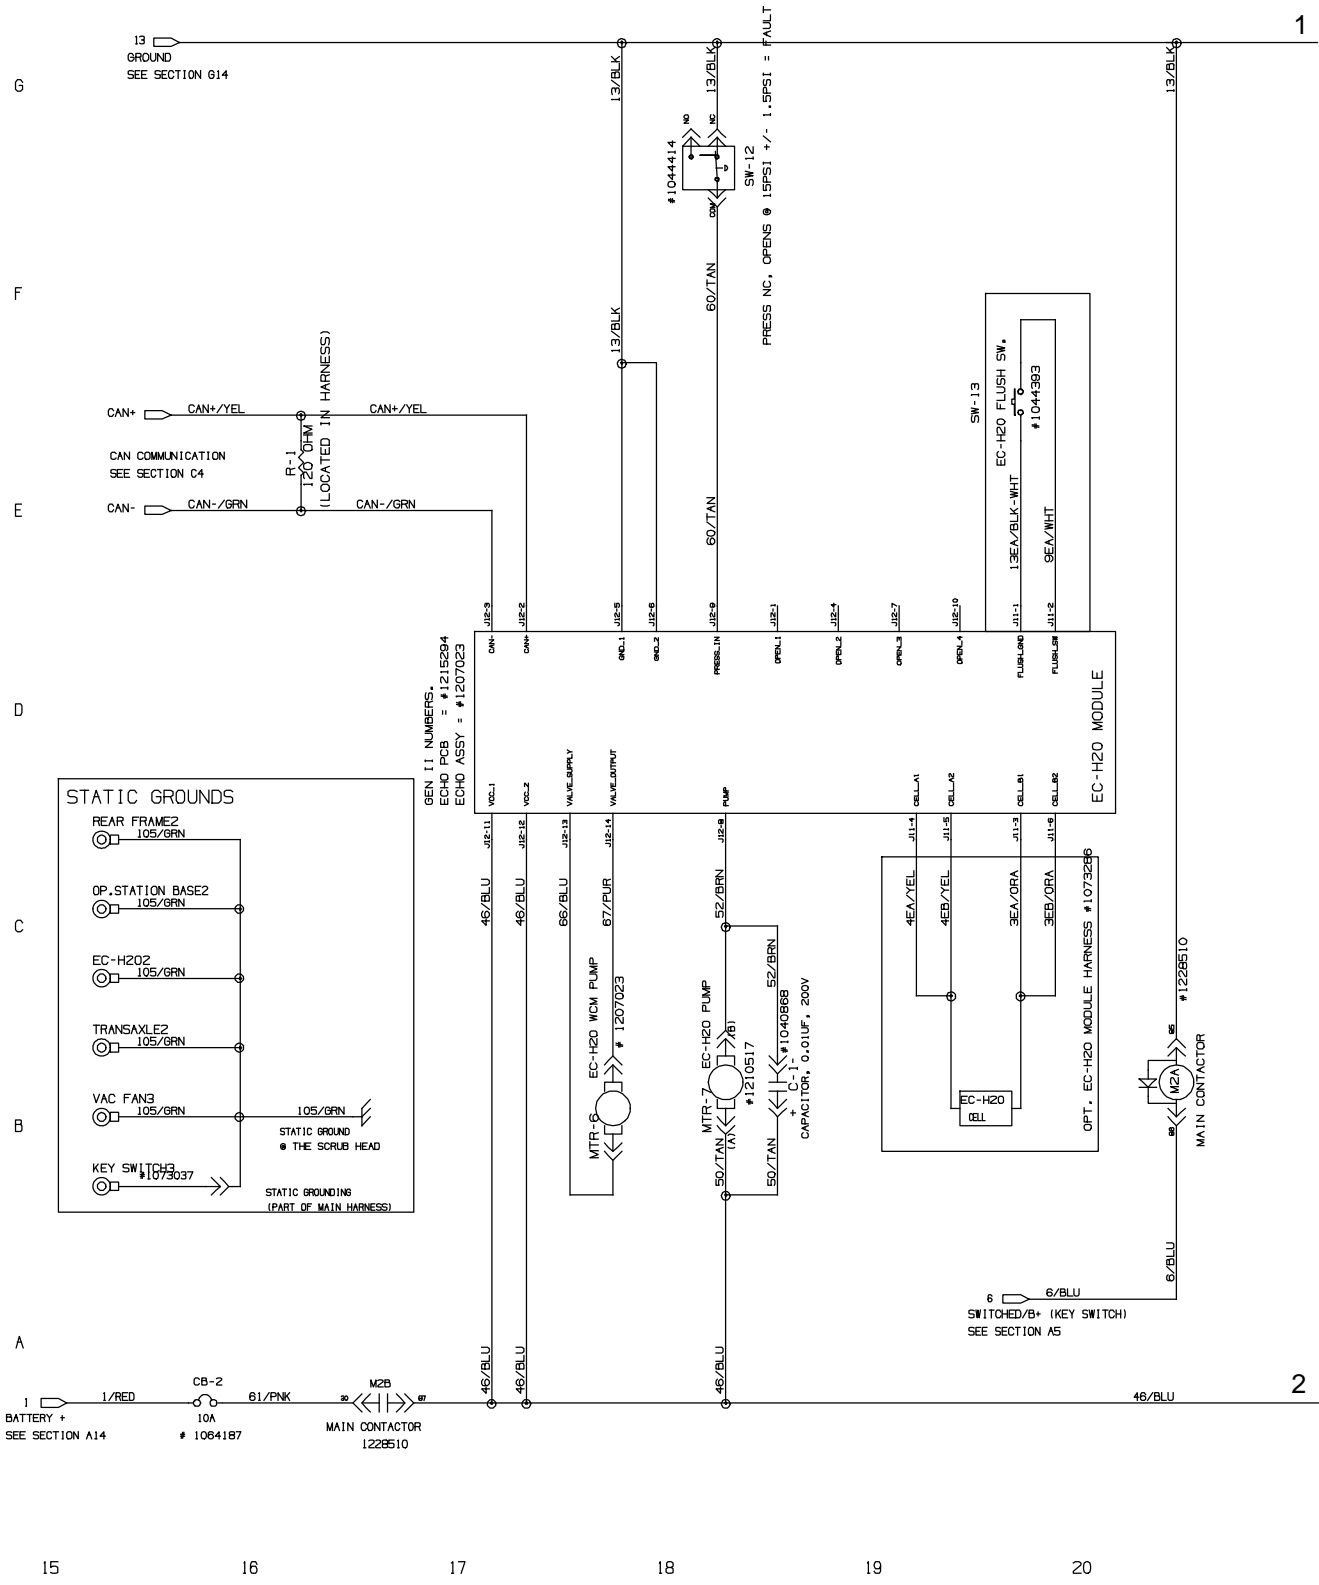 1
13
GROUND
SEE SECTION G14
G
13/BLK
13/BLK
13/BLK
NO
NC
#1044414
COM
SW-12
PRESS NC, OPENS @ 15PSI +/- 1.5PSI = FAULT
F
60/TAN
13/BLK
CAN+
CAN+/YEL
CAN+/YEL
CAN COMMUNICATION
SEE SECTION C4
R-1
120 OHM
(LOCATED IN HARNESS)
SW-13
EC-H2O FLUSH SW.
#1044393
E
CAN-
CAN-/GRN
CAN-/GRN
60/TAN
13EA/BLK-WHT
9EA/WHT
J12-3
J12-2
J12-5
J12-6
J12-9
J12-1
J12-4
J12-7
J12-10
J11-1
J11-2
CAN-
CAN+
GND_1
GND_2
PRESS_IN
OPEN_1
OPEN_2
OPEN_3
OPEN_4
FLUSH_GND
FLUSH_SW
D
GEN II NUMBERS.
ECHO PCB = #1215294
ECHO ASSY = #1207023
EC-H2O MODULE
VCC_1
VCC_2
VALVE_SUPPLY
VALVE_OUTPUT
PUMP
CELL_A1
CELL_A2
CELL_B1
CELL_B2
J12-11
J12-12
J12-13
J12-14
J12-8
J11-4
J11-5
J11-3
J11-6
STATIC GROUNDS
REAR FRAME2
105/GRN
OP.STATION BASE2
105/GRN
EC-H2O2
105/GRN
TRANSAXLE2
105/GRN
VAC FAN3
105/GRN
105/GRN
STATIC GROUND
@ THE SCRUB HEAD
KEY SWITCH3
#1073037
STATIC GROUNDING
(PART OF MAIN HARNESS)
C
46/BLU
46/BLU
66/BLU
67/PUR
52/BRN
52/BRN
4EA/YEL
4EB/YEL
3EA/ORA
3EB/ORA
OPT. EC-H2O MODULE HARNESS #1073286
#1228510
EC-H2O WCM PUMP
# 1207023
MTR-6
EC-H2O PUMP
(B)
#1210517
MTR-7
(A)
#1040868
C-1
-
+
CAPACITOR, 0.01UF, 200V
EC-H2O
CELL
B
85
M2A
86
MAIN CONTACTOR
50/TAN
50/TAN
6/BLU
6
6/BLU
SWITCHED/B+ (KEY SWITCH)
SEE SECTION A5
A
46/BLU
46/BLU
46/BLU
1
1/RED
BATTERY +
SEE SECTION A14
CB-2
10A
# 1064187
61/PNK
30
M2B
87
MAIN CONTACTOR
1228510
46/BLU
2
15
16
17
18
19
20